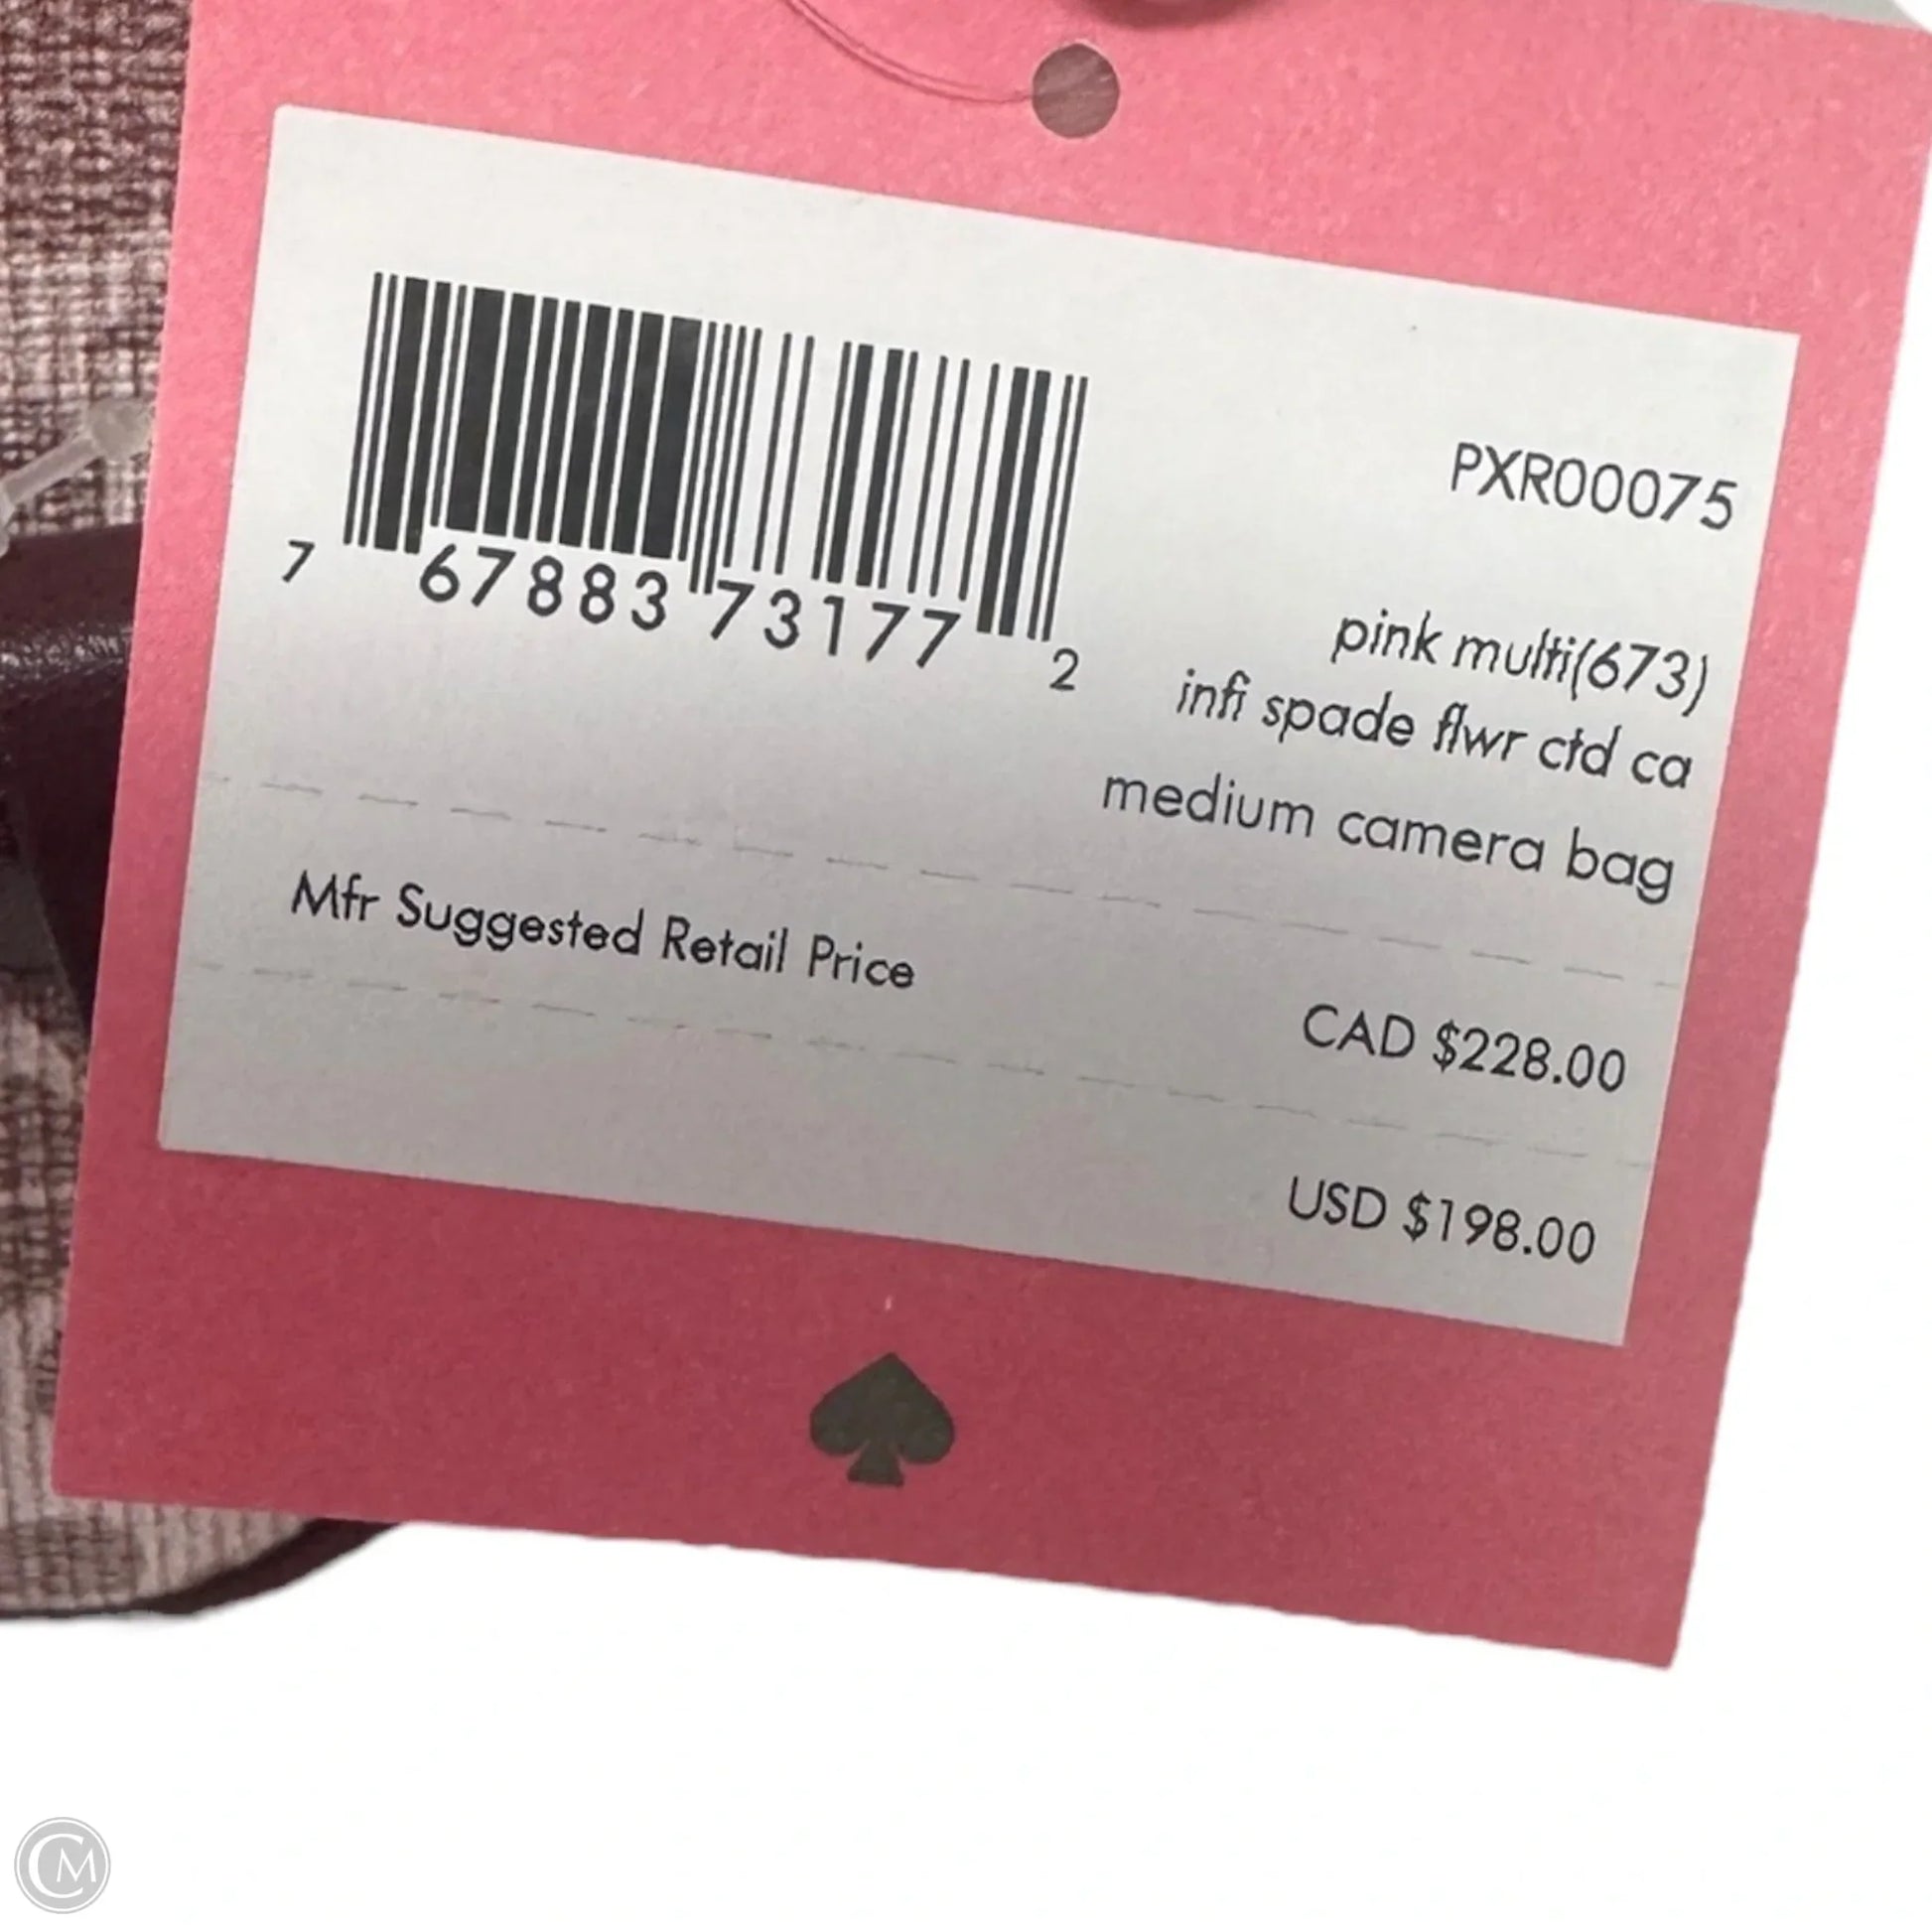 PXR00075
7 67883 73177 2
pink multi(673)
infi spade flwr ctd ca
medium camera bag
Mfr Suggested Retail Price
CAD $228.00
USD $198.00
CM